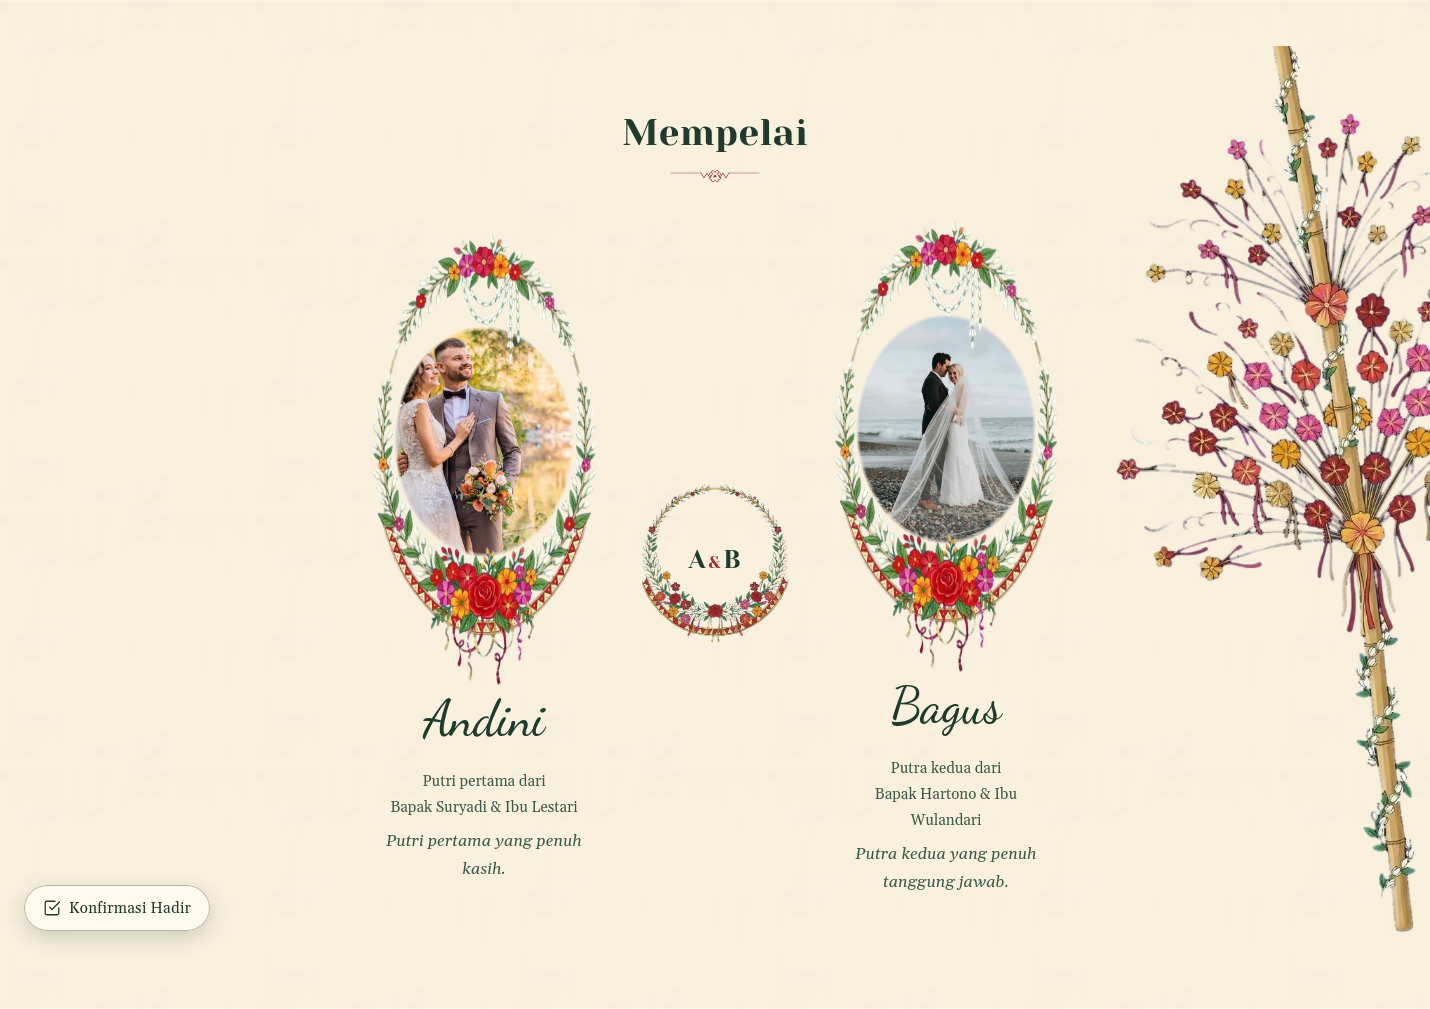 Mempelai
A & B
Andini
Putri pertama dari
Bapak Suryadi & Ibu Lestari
Putri pertama yang penuh
kasih.
Bagus
Putra kedua dari
Bapak Hartono & Ibu
Wulandari
Putra kedua yang penuh
tanggung jawab.
Konfirmasi Hadir